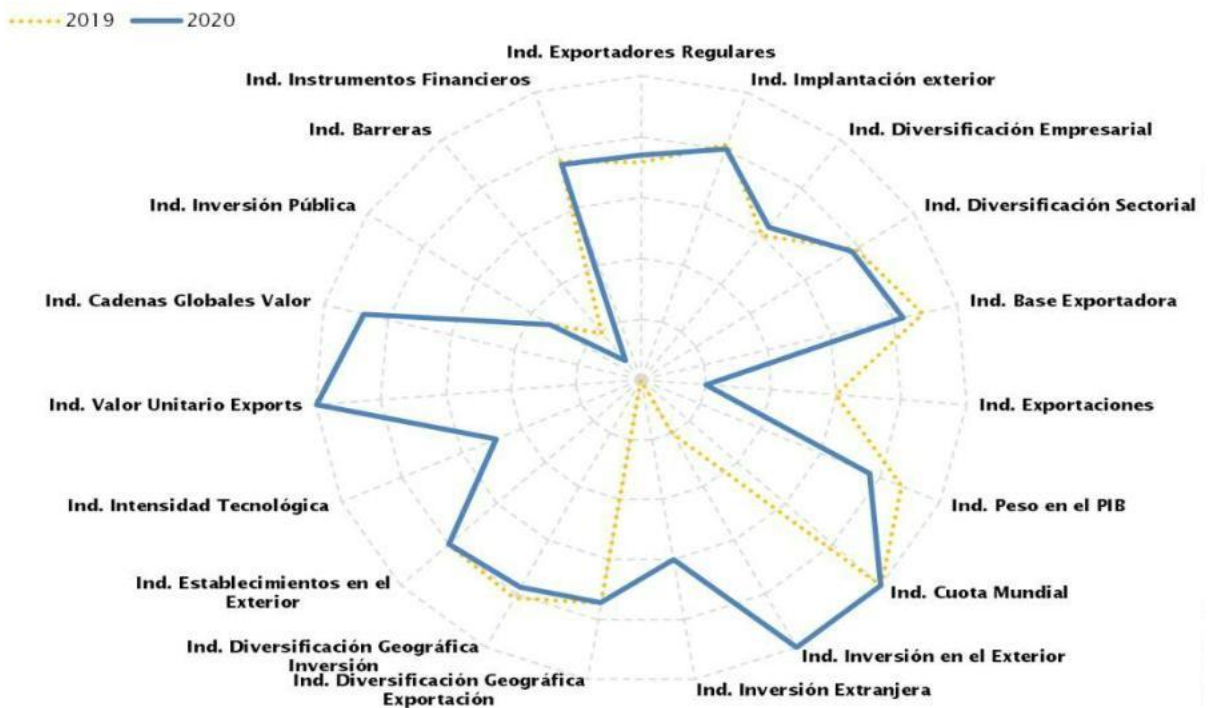 2019 2020
Ind. Exportadores Regulares
Ind. Instrumentos Financieros
Ind. Implantación exterior
Ind. Barreras
Ind. Diversificación Empresarial
Ind. Inversión Pública
Ind. Diversificación Sectorial
Ind. Cadenas Globales Valor
Ind. Base Exportadora
Ind. Valor Unitario Exports
Ind. Exportaciones
Ind. Intensidad Tecnológica
Ind. Peso en el PIB
Ind. Establecimientos en el
Exterior
Ind. Cuota Mundial
Ind. Diversificación Geográfica
Inversión
Ind. Inversión en el Exterior
Ind. Diversificación Geográfica
Exportación
Ind. Inversión Extranjera